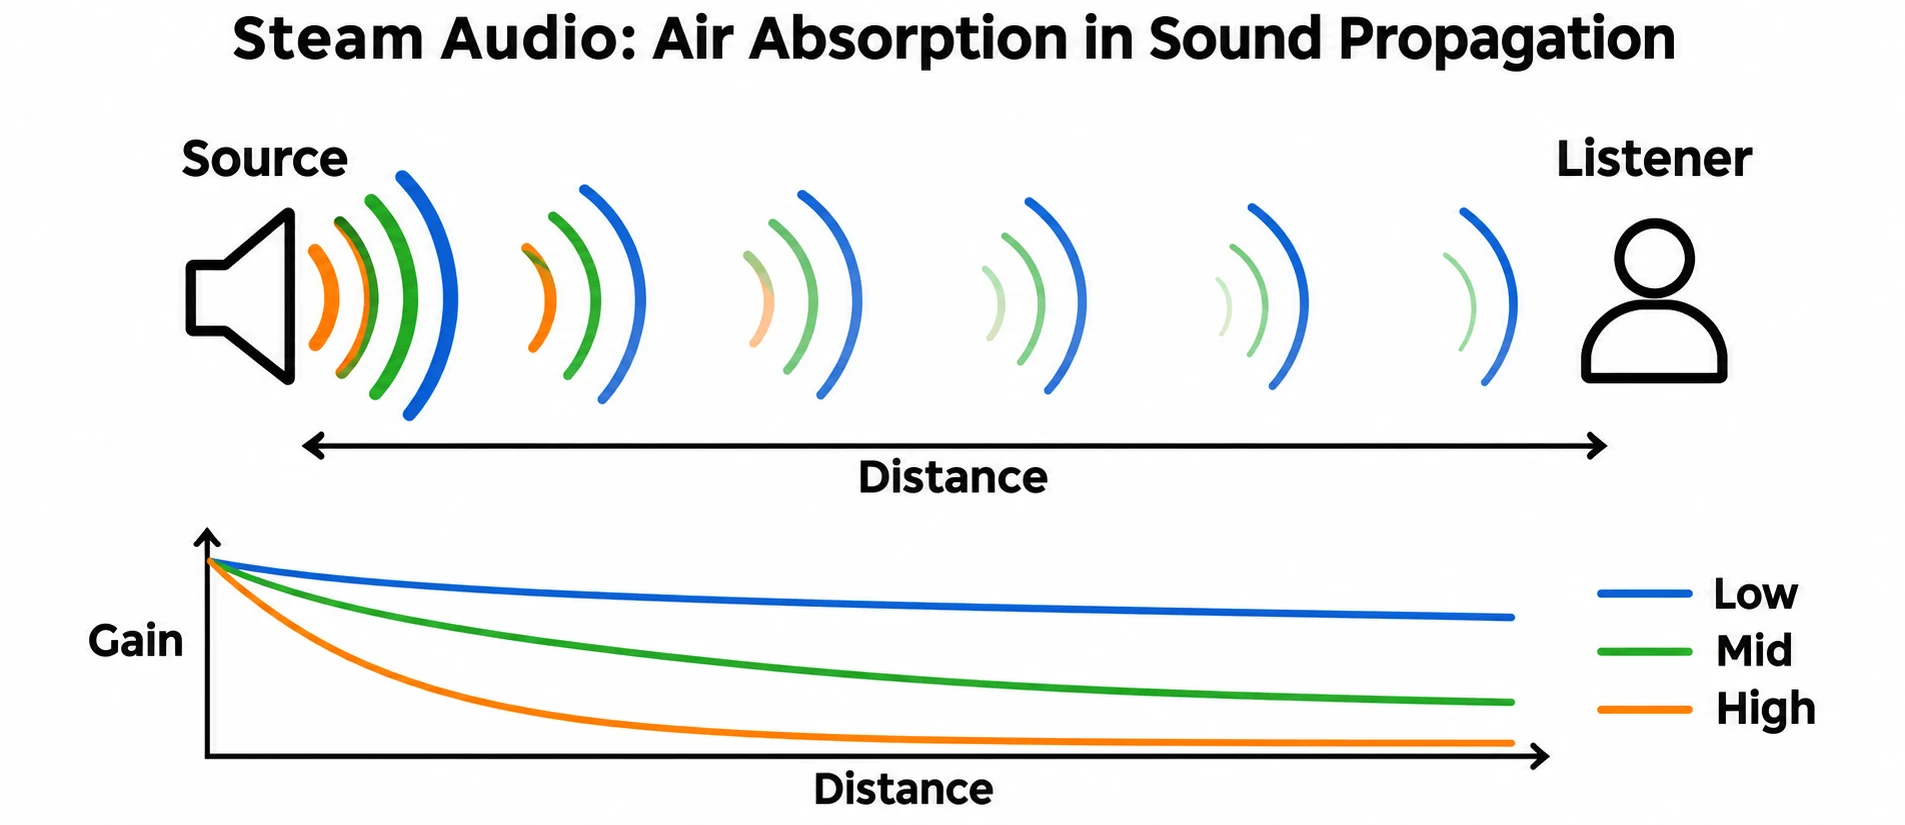 Steam Audio: Air Absorption in Sound Propagation
Source
Listener
Distance
Gain
Low
Mid
High
Distance